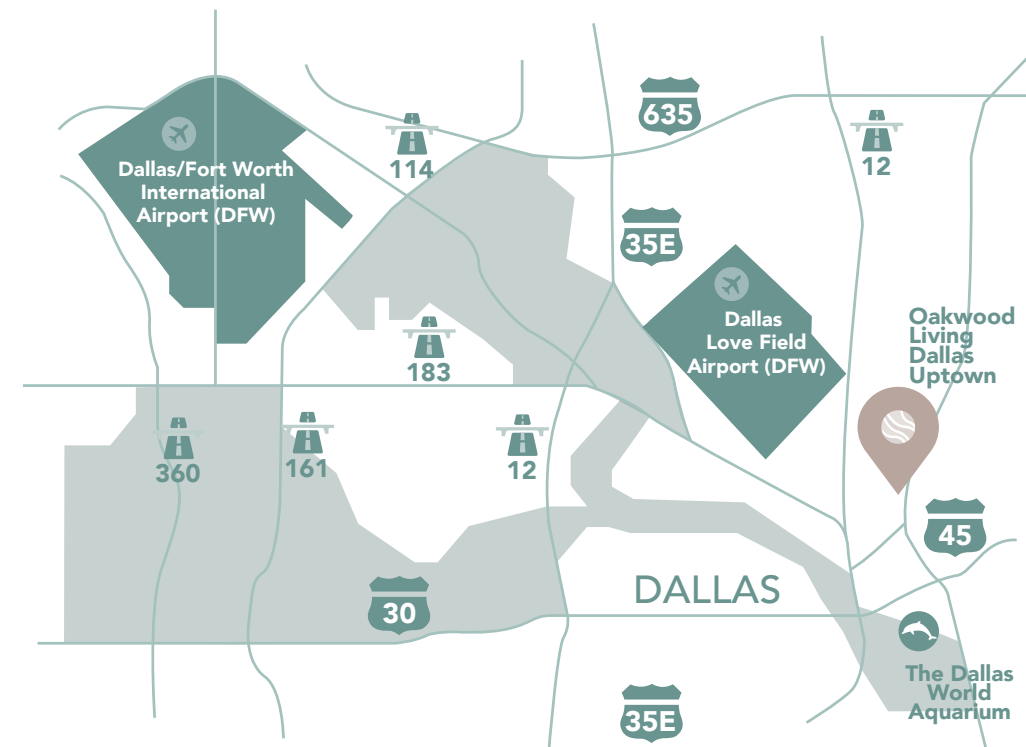 635
114
12
Dallas/Fort Worth
International
Airport (DFW)
35E
Dallas
Love Field
Airport (DFW)
Oakwood
Living
Dallas
Uptown
183
360
161
12
45
30
DALLAS
The Dallas
World
Aquarium
35E